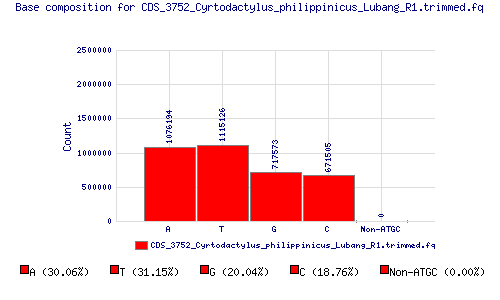 Base composition for CDS_3752_Cyrtodactylus_philippinicus_Lubang_R1.trimmed.fq
2500000
2000000
1500000
1000000
500000
0
Count
1076194
1115126
717573
671505
0
A T G C Non-ATGC
CDS_3752_Cyrtodactylus_philippinicus_Lubang_R1.trimmed.fq
A (30.06%) T (31.15%) G (20.04%) C (18.76%) Non-ATGC (0.00%)